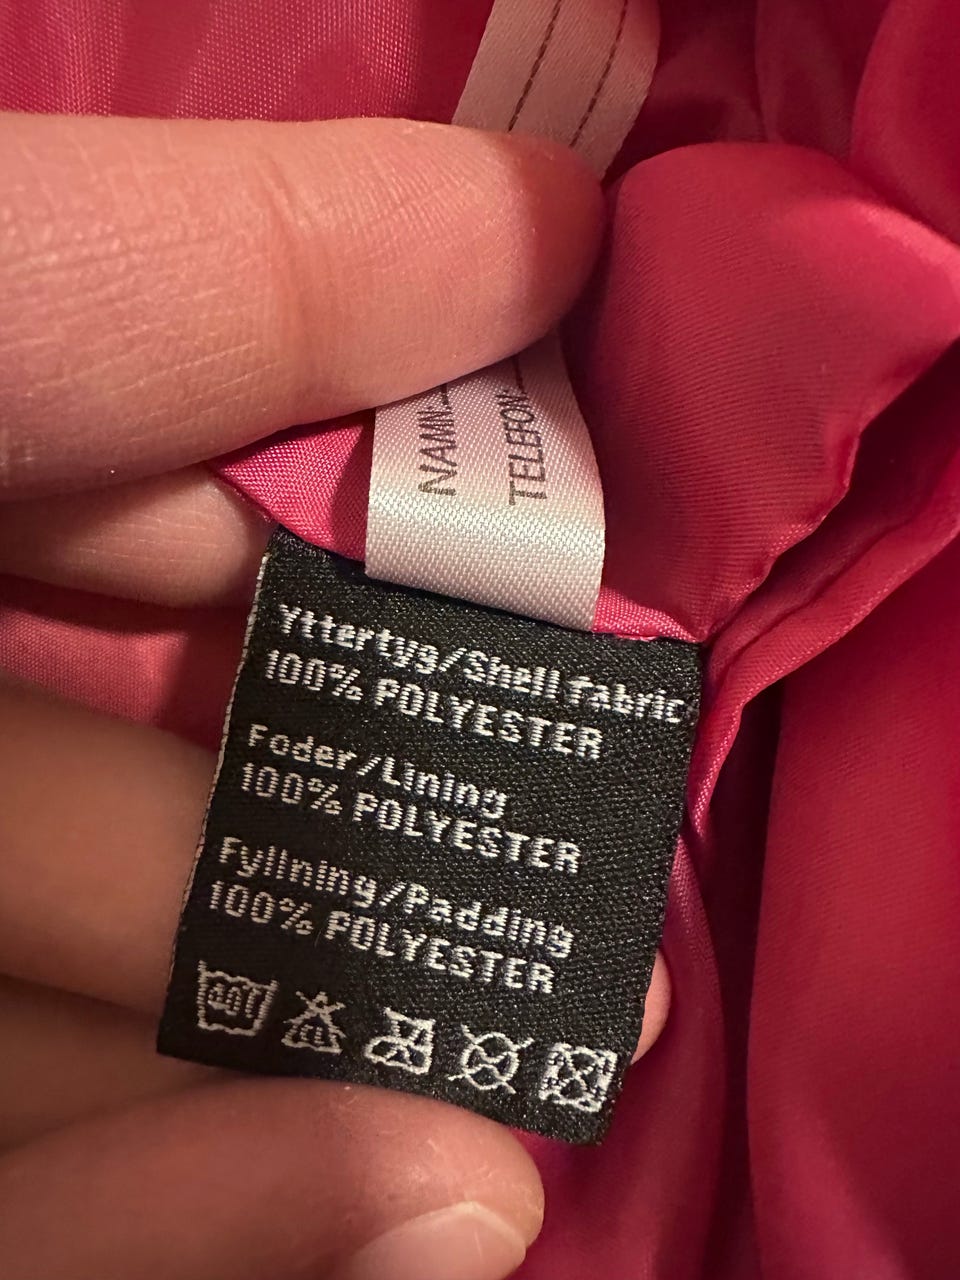 NAMN:
TELEFON:
Yttertyg/Shell fabric
100% POLYESTER
Foder/Lining
100% POLYESTER
Fyllning/Padding
100% POLYESTER